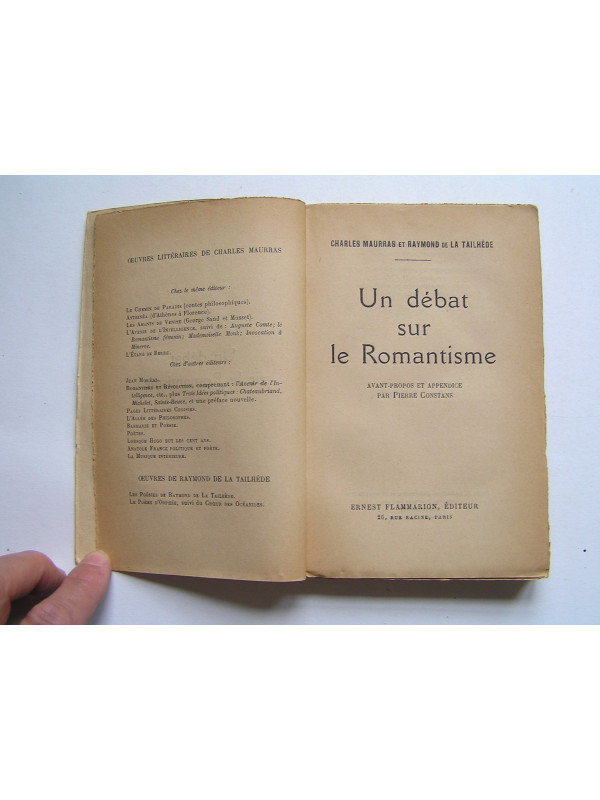 ŒUVRES LITTÉRAIRES DE CHARLES MAURRAS
Chez le même éditeur :
LE CHEMIN DE PARADIS (contes philosophiques).
ANTHINÉA (d'Athènes à Florence).
LES AMANTS DE VENISE (George Sand et Musset).
L'AVENIR DE L'INTELLIGENCE, suivi de : Auguste Comte; le
Romantisme féminin; Mademoiselle Monk; Invocation à
Minerve.
L'ÉTANG DE BERRE.
Chez d'autres éditeurs :
JEAN MORÉAS.
ROMANTISME ET RÉVOLUTION, comprenant : l'Avenir de l'In-
telligence, etc., plus Trois Idées politiques : Chateaubriand,
Michelet, Sainte-Beuve, et une préface nouvelle.
PAGES LITTÉRAIRES CHOISIES.
L'ALLÉE DES PHILOSOPHES.
BARBARIE ET POÉSIE.
POÈTES.
LORSQUE HUGO EUT LES CENT ANS.
ANATOLE FRANCE POLITIQUE ET POÈTE.
LA MUSIQUE INTÉRIEURE.
ŒUVRES DE RAYMOND DE LA TAILHÈDE
LES POÉSIES DE RAYMOND DE LA TAILHÈDE.
LE POÈME D'ORPHÉE, suivi du CHŒUR DES OCÉANIDES.
CHARLES MAURRAS ET RAYMOND DE LA TAILHÈDE
Un débat
sur
le Romantisme
AVANT-PROPOS ET APPENDICE
PAR PIERRE CONSTANS
ERNEST FLAMMARION, ÉDITEUR
26, RUE RACINE, PARIS